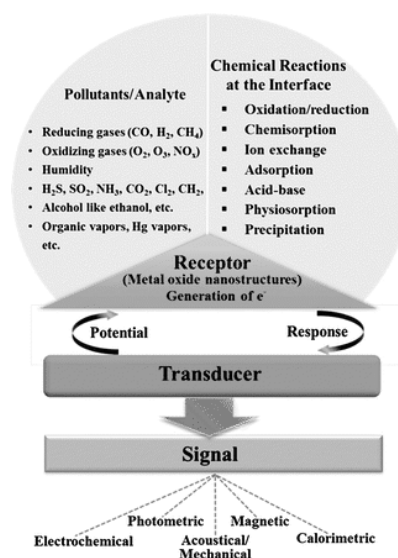 Pollutants/Analyte
• Reducing gases (CO, H₂, CH₄)
• Oxidizing gases (O₂, O₃, NOₓ)
• Humidity
• H₂S, SO₂, NH₃, CO₂, Cl₂, CH₂,
• Alcohol like ethanol, etc.
• Organic vapors, Hg vapors,
etc.
Chemical Reactions
at the Interface
▪ Oxidation/reduction
▪ Chemisorption
▪ Ion exchange
▪ Adsorption
▪ Acid-base
▪ Physiosorption
▪ Precipitation
Receptor
(Metal oxide nanostructures)
Generation of e⁻
Potential
Response
Transducer
Signal
Electrochemical
Photometric
Acoustical/
Mechanical
Magnetic
Calorimetric